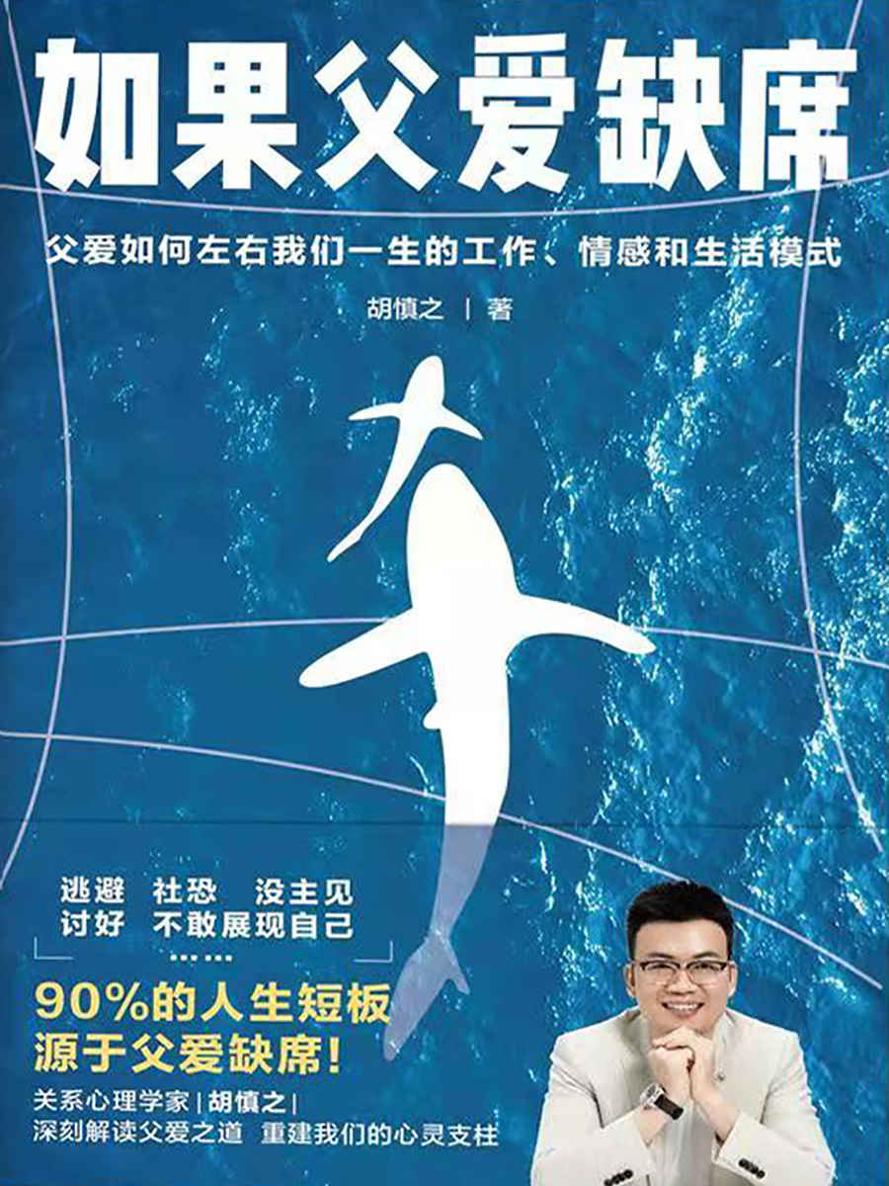 如果父爱缺席
父爱如何左右我们一生的工作、情感和生活模式
胡慎之 | 著
逃避 社恐 没主见
讨好 不敢展现自己
……
90%的人生短板
源于父爱缺席!
关系心理学家|胡慎之|
深刻解读父爱之道 重建我们的心灵支柱